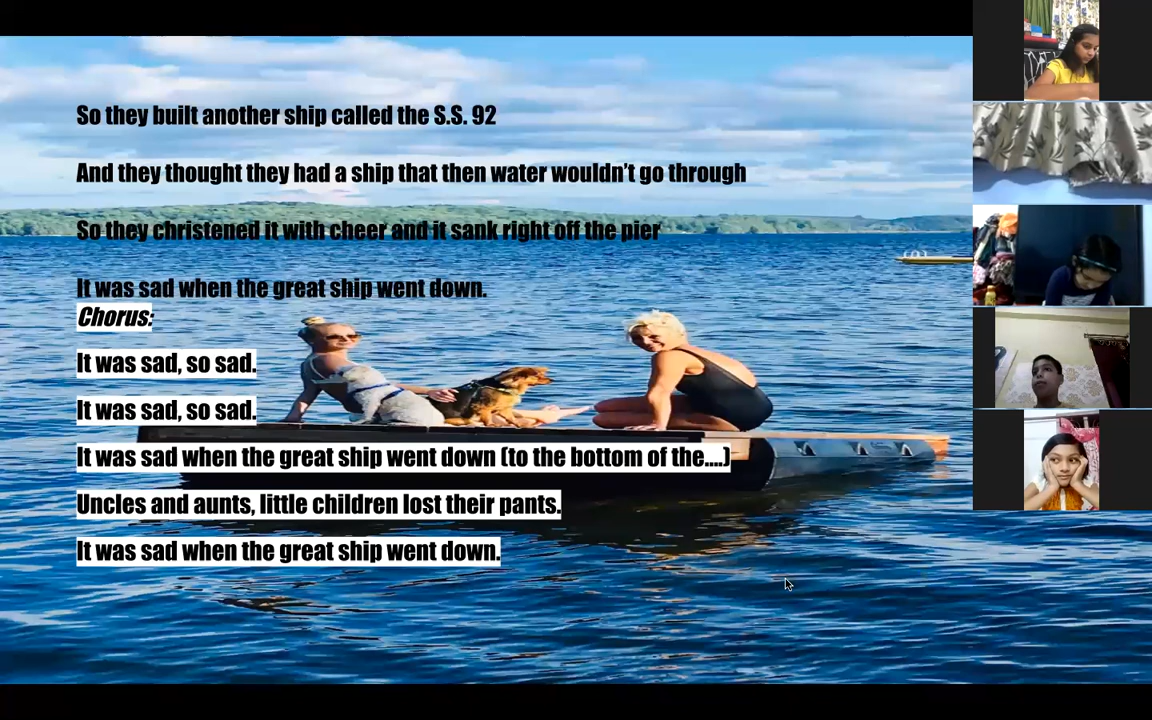 So they built another ship called the S.S. 92
And they thought they had a ship that then water wouldn't go through
So they christened it with cheer and it sank right off the pier
It was sad when the great ship went down.
Chorus:
It was sad, so sad.
It was sad, so sad.
It was sad when the great ship went down (to the bottom of the....)
Uncles and aunts, little children lost their pants.
It was sad when the great ship went down.